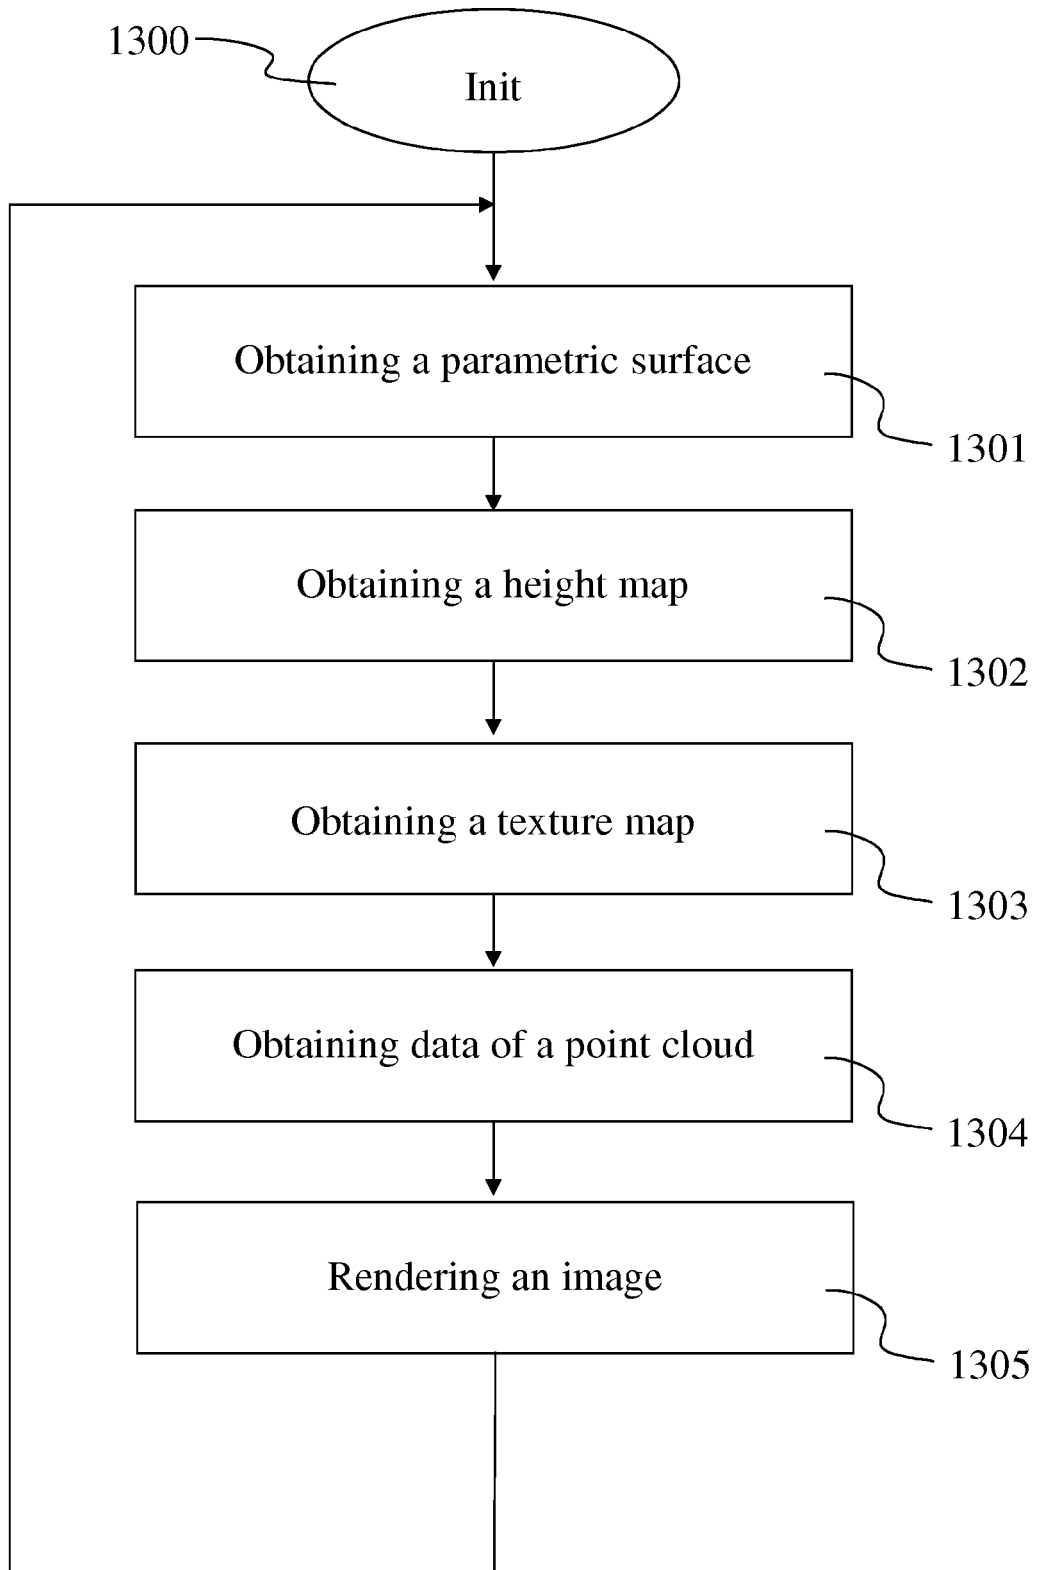 1300
Init
Obtaining a parametric surface
1301
Obtaining a height map
1302
Obtaining a texture map
1303
Obtaining data of a point cloud
1304
Rendering an image
1305